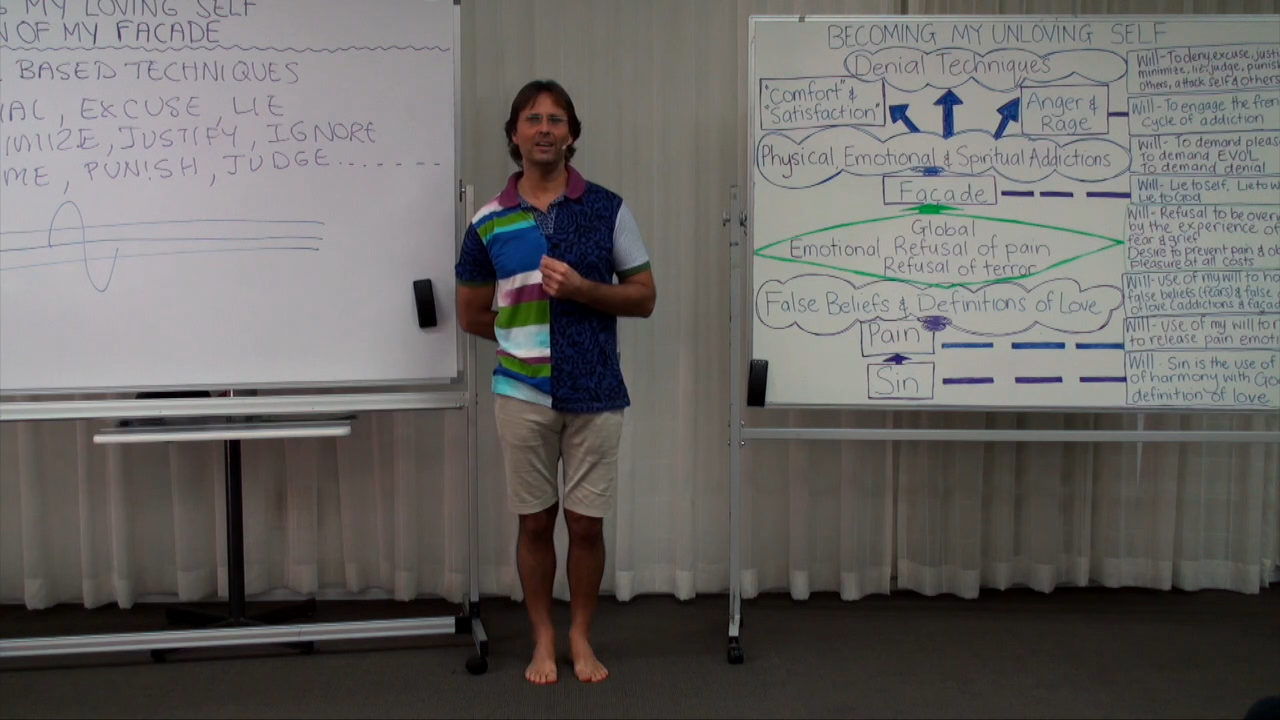 MY LOVING SELF
OF MY FACADE
BASED TECHNIQUES
EXCUSE, LIE
JUSTIFY, IGNORE
PUNISH, JUDGE
BECOMING MY UNLOVING SELF
Denial Techniques
"Comfort" &
"Satisfaction"
Anger &
Rage
Physical, Emotional & Spiritual Addictions
Façade
Global
Emotional Refusal of pain
Refusal of terror
False Beliefs & Definitions of Love
Pain
Sin
Will- To deny, excuse,
minimize, lie, judge,
others, attack self & others
Will- To engage the
cycle of addiction
Will- To demand
To demand EVOL
To demand denial
Will- Lie to self, Lie to
Lie to God
Will- Refusal to be
by the experience of
fear & grief
Desire to prevent pain &
pleasure at all costs
Will- Use of my will to
false beliefs (fears) & false
of love (addictions &
Will- Use of my will to
to release pain
Will- Sin is the use of
of harmony with
definition of love